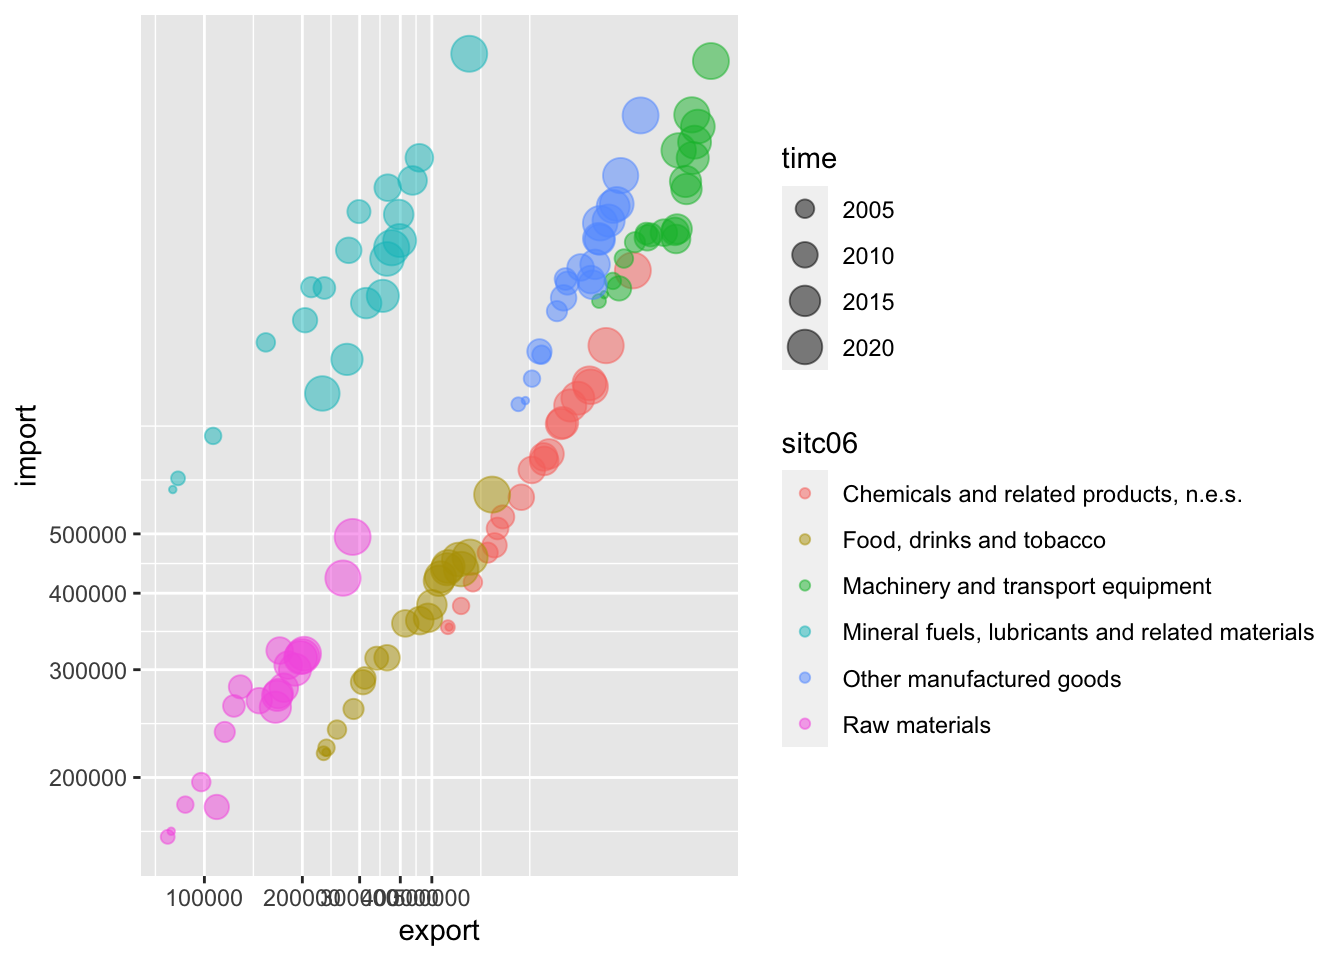 import
500000
400000
300000
200000
100000
200000
300000
400000
500000
export
time
2005
2010
2015
2020
sitc06
Chemicals and related products, n.e.s.
Food, drinks and tobacco
Machinery and transport equipment
Mineral fuels, lubricants and related materials
Other manufactured goods
Raw materials